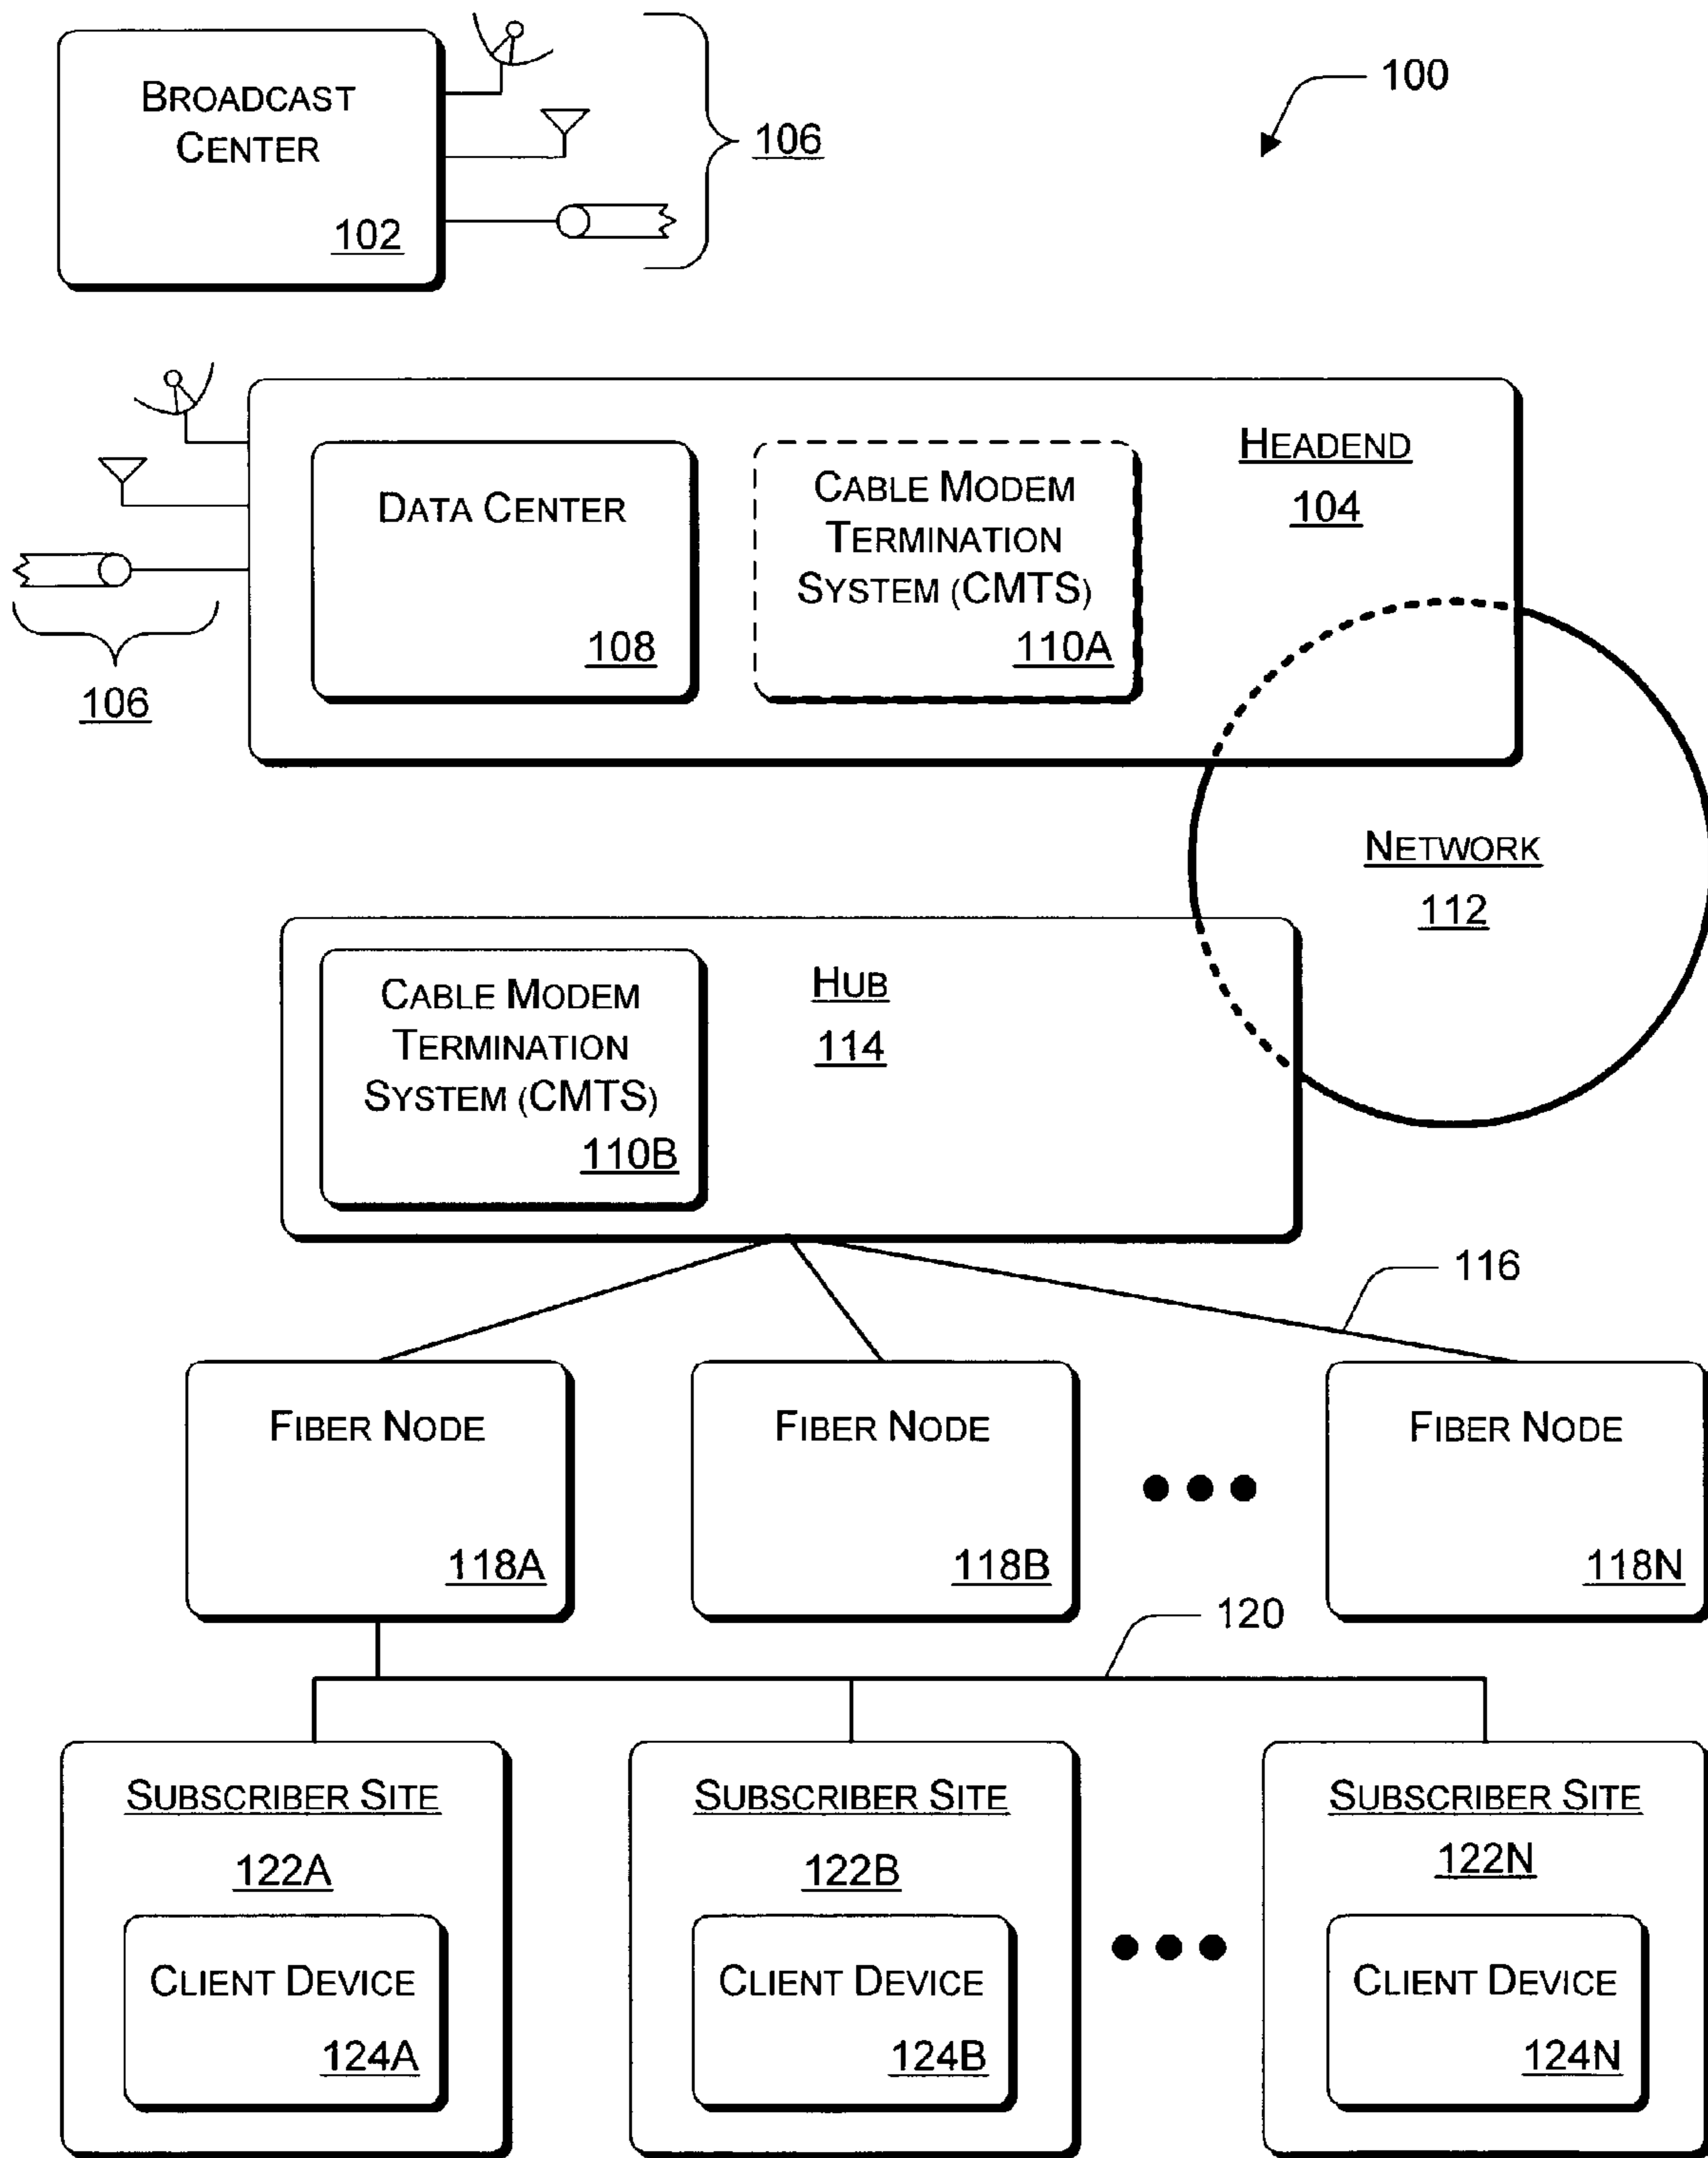 BROADCAST
CENTER
102
106
100
HEADEND
104
DATA CENTER
108
CABLE MODEM
TERMINATION
SYSTEM (CMTS)
110A
106
NETWORK
112
CABLE MODEM
TERMINATION
SYSTEM (CMTS)
110B
HUB
114
116
FIBER NODE
118A
FIBER NODE
118B
FIBER NODE
118N
120
SUBSCRIBER SITE
122A
CLIENT DEVICE
124A
SUBSCRIBER SITE
122B
CLIENT DEVICE
124B
SUBSCRIBER SITE
122N
CLIENT DEVICE
124N